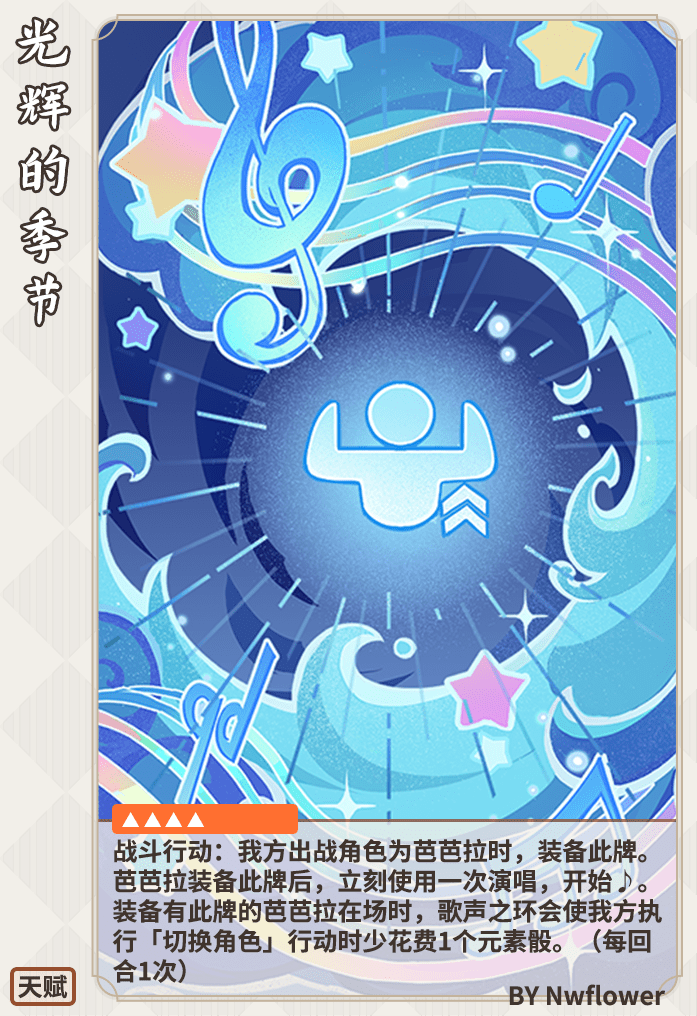 光辉的季节
战斗行动：我方出战角色为芭芭拉时，装备此牌。
芭芭拉装备此牌后，立刻使用一次演唱，开始♪。
装备有此牌的芭芭拉在场时，歌声之环会使我方执
行「切换角色」行动时少花费1个元素骰。（每回
合1次）
天赋
BY Nwflower